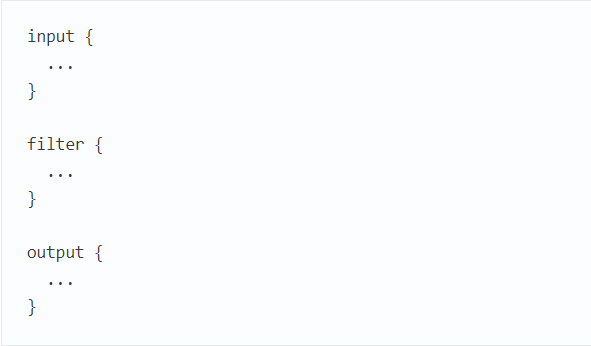 input {
  ...
}
filter {
  ...
}
output {
  ...
}